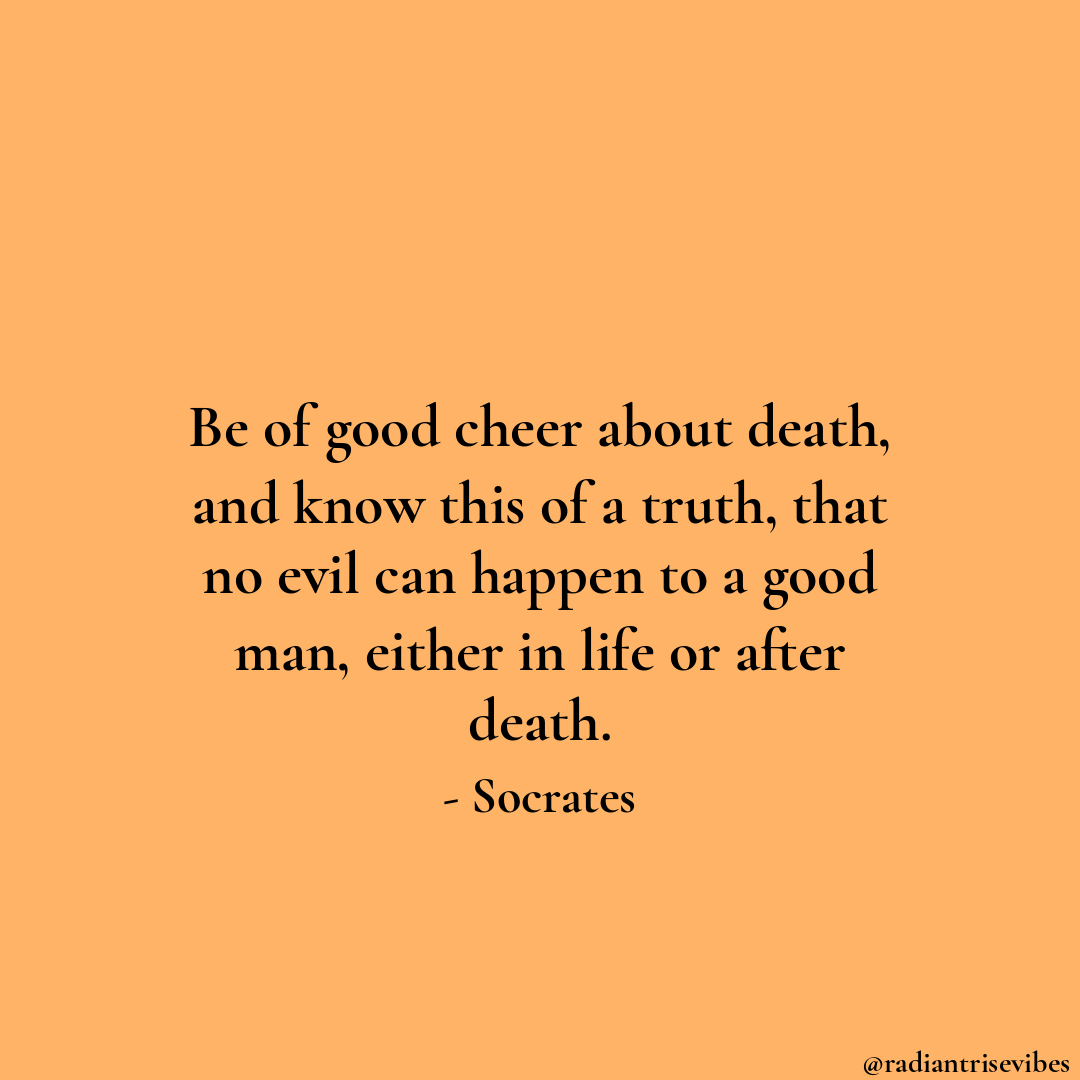 Be of good cheer about death,
and know this of a truth, that
no evil can happen to a good
man, either in life or after
death.
- Socrates
@radiantrisevibes